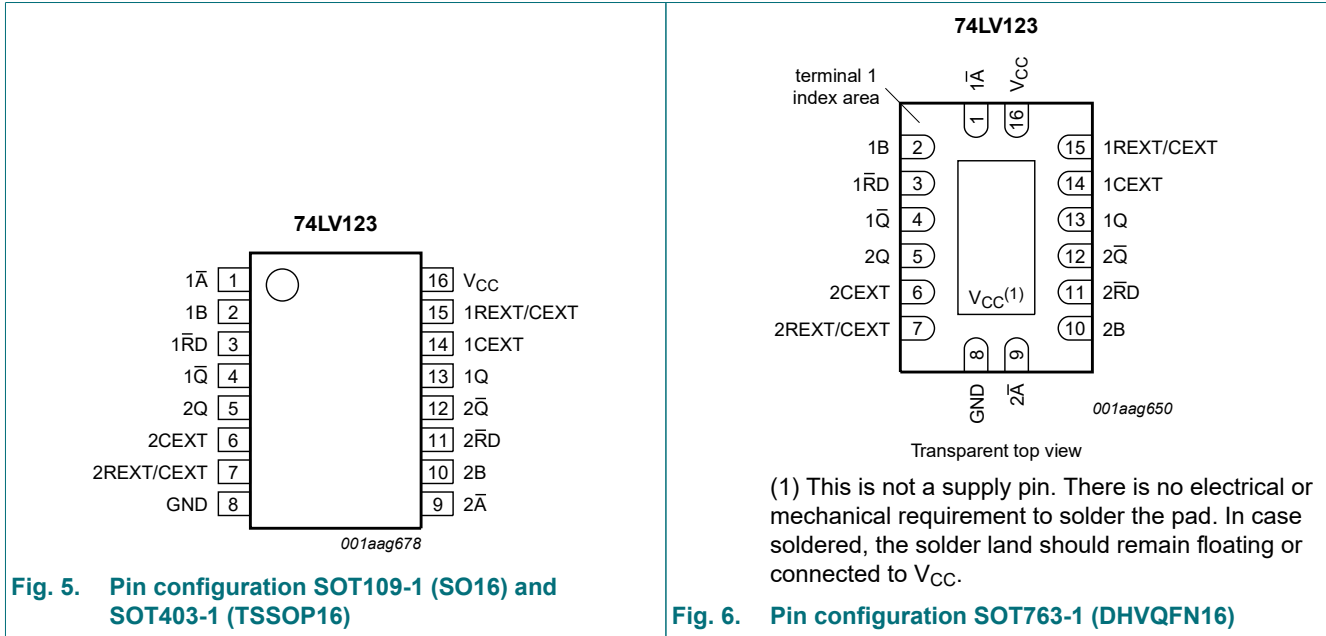 74LV123
1A̅ 1
1B 2
1R̅D 3
1Q̅ 4
2Q 5
2CEXT 6
2REXT/CEXT 7
GND 8
16 VCC
15 1REXT/CEXT
14 1CEXT
13 1Q
12 2Q̅
11 2R̅D
10 2B
9 2A̅
001aag678
Fig. 5. Pin configuration SOT109-1 (SO16) and
SOT403-1 (TSSOP16)
74LV123
terminal 1
index area
1A̅ 1
VCC 16
1B 2
1R̅D 3
1Q̅ 4
2Q 5
2CEXT 6
2REXT/CEXT 7
VCC(1)
15 1REXT/CEXT
14 1CEXT
13 1Q
12 2Q̅
11 2R̅D
10 2B
8 GND
9 2A̅
001aag650
Transparent top view
(1) This is not a supply pin. There is no electrical or
mechanical requirement to solder the pad. In case
soldered, the solder land should remain floating or
connected to VCC.
Fig. 6. Pin configuration SOT763-1 (DHVQFN16)